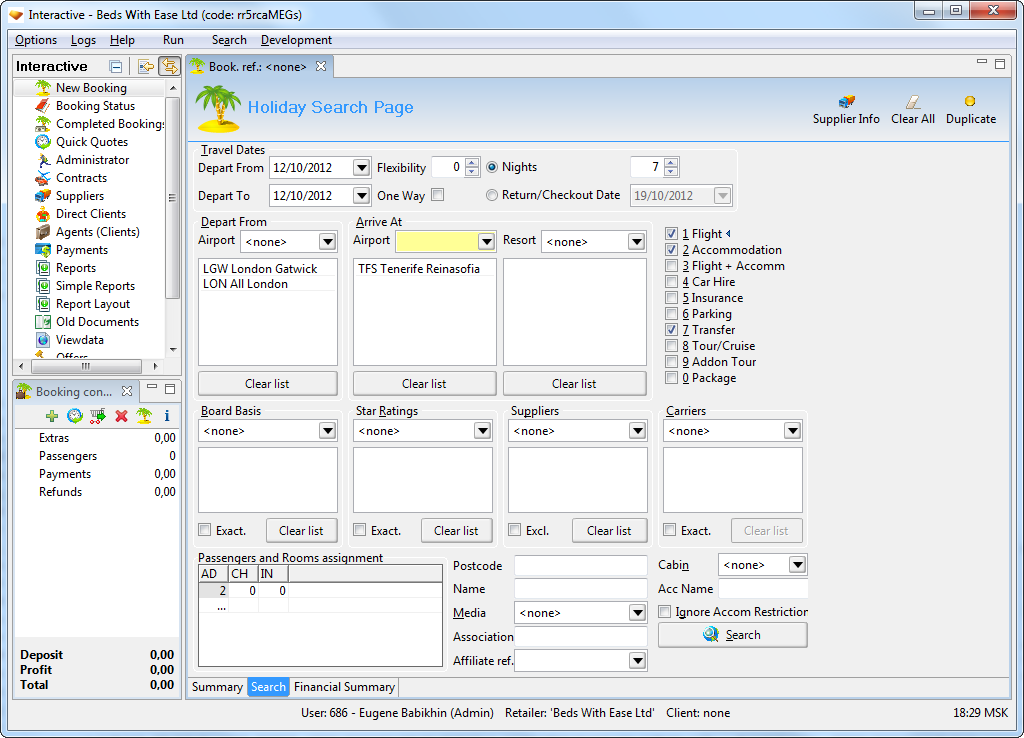 Interactive - Beds With Ease Ltd (code: rr5rcaMEGs)
Options Logs Help Run Search Development
Interactive
New Booking
Booking Status
Completed Bookings
Quick Quotes
Administrator
Contracts
Suppliers
Direct Clients
Agents (Clients)
Payments
Reports
Simple Reports
Report Layout
Old Documents
Viewdata
Offers
Booking con...
Extras 0,00
Passengers 0
Payments 0,00
Refunds 0,00
Deposit 0,00
Profit 0,00
Total 0,00
Book. ref.: <none>
Holiday Search Page
Supplier Info Clear All Duplicate
Travel Dates
Depart From 12/10/2012 Flexibility 0 Nights 7
Depart To 12/10/2012 One Way Return/Checkout Date 19/10/2012
Depart From Arrive At
Airport <none> Airport Resort <none>
LGW London Gatwick TFS Tenerife Reinasofia
LON All London
Clear list Clear list Clear list
1 Flight
2 Accommodation
3 Flight + Accomm
4 Car Hire
5 Insurance
6 Parking
7 Transfer
8 Tour/Cruise
9 Addon Tour
0 Package
Board Basis Star Ratings Suppliers Carriers
<none> <none> <none> <none>
Exact. Clear list Exact. Clear list Excl. Clear list Exact. Clear list
Passengers and Rooms assignment
AD CH IN
2 0 0
...
Postcode
Name
Media <none>
Association
Affiliate ref.
Cabin <none>
Acc Name
Ignore Accom Restriction
Search
Summary Search Financial Summary
User: 686 - Eugene Babikhin (Admin) Retailer: 'Beds With Ease Ltd' Client: none 18:29 MSK